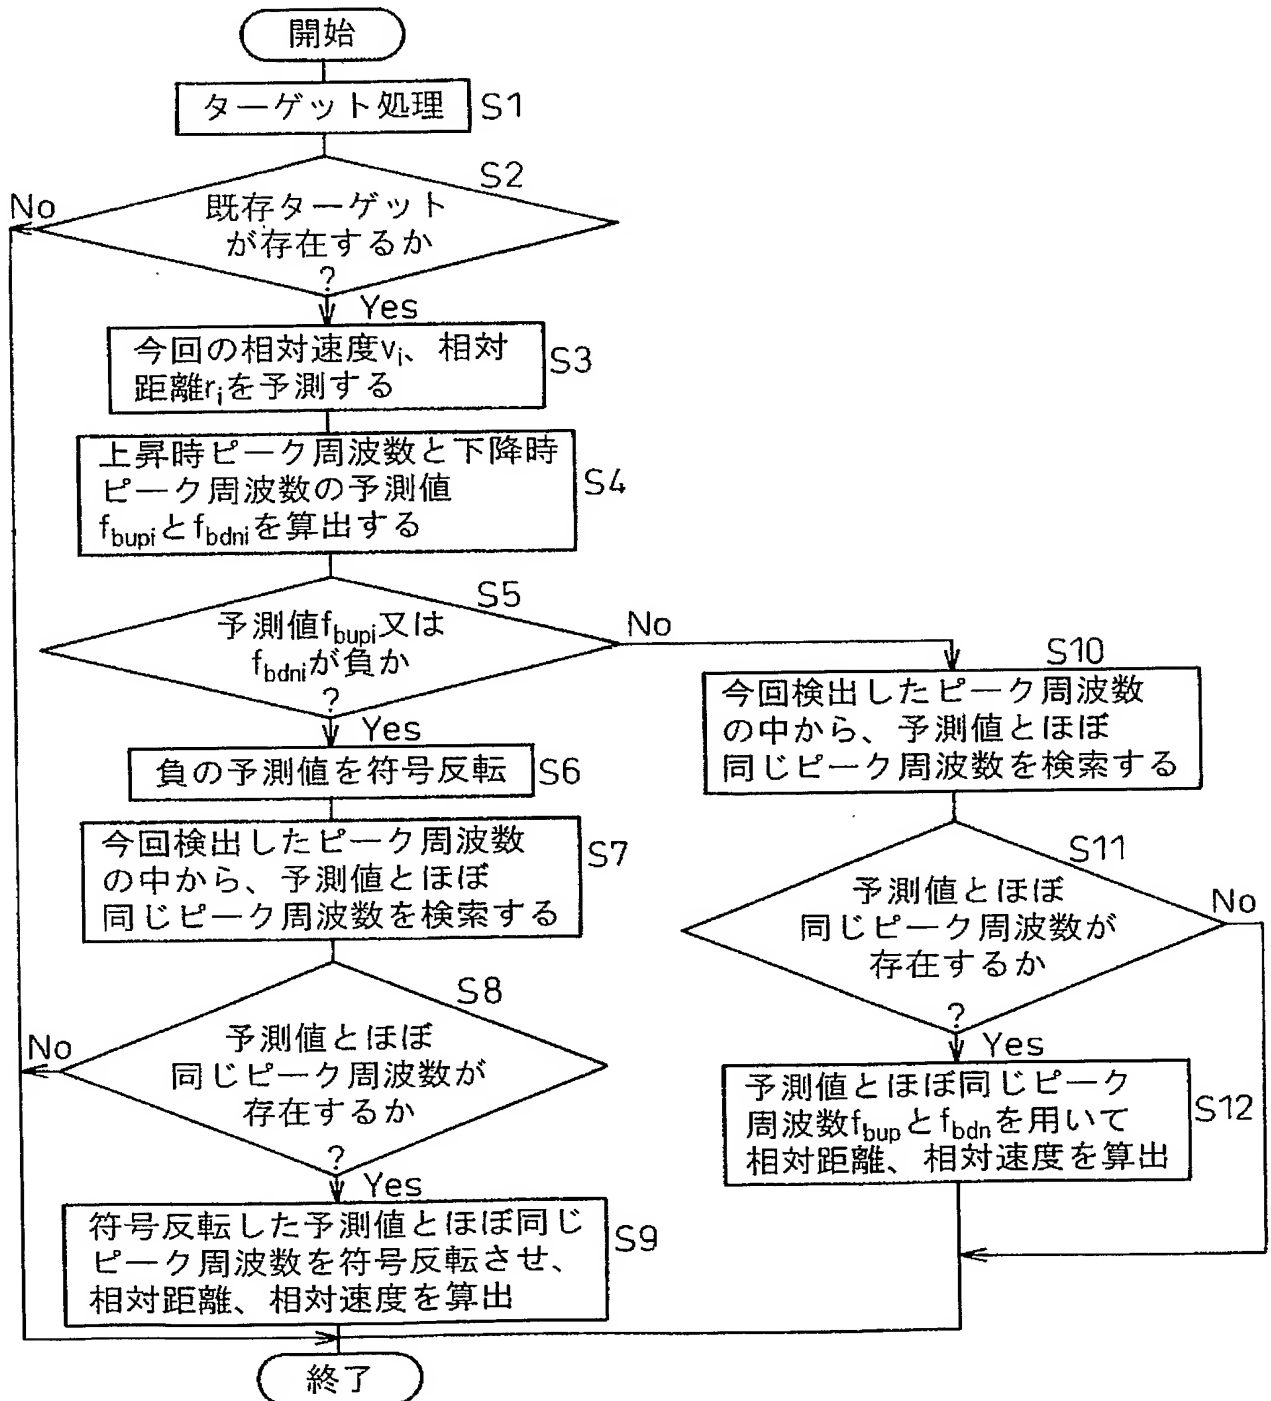 開始
ターゲット処理
S1
S2
No
既存ターゲット
が存在するか
?
Yes
今回の相対速度vi、相対
距離riを予測する
S3
上昇時ピーク周波数と下降時
ピーク周波数の予測値
fbupiとfbdniを算出する
S4
S5
予測値fbupi又は
fbdniが負か
?
No
Yes
負の予測値を符号反転
S6
今回検出したピーク周波数
の中から、予測値とほぼ
同じピーク周波数を検索する
S7
S8
予測値とほぼ
同じピーク周波数が
存在するか
?
No
Yes
符号反転した予測値とほぼ同じ
ピーク周波数を符号反転させ、
相対距離、相対速度を算出
S9
S10
今回検出したピーク周波数
の中から、予測値とほぼ
同じピーク周波数を検索する
S11
予測値とほぼ
同じピーク周波数が
存在するか
?
No
Yes
予測値とほぼ同じピーク
周波数fbupとfbdnを用いて
相対距離、相対速度を算出
S12
終了